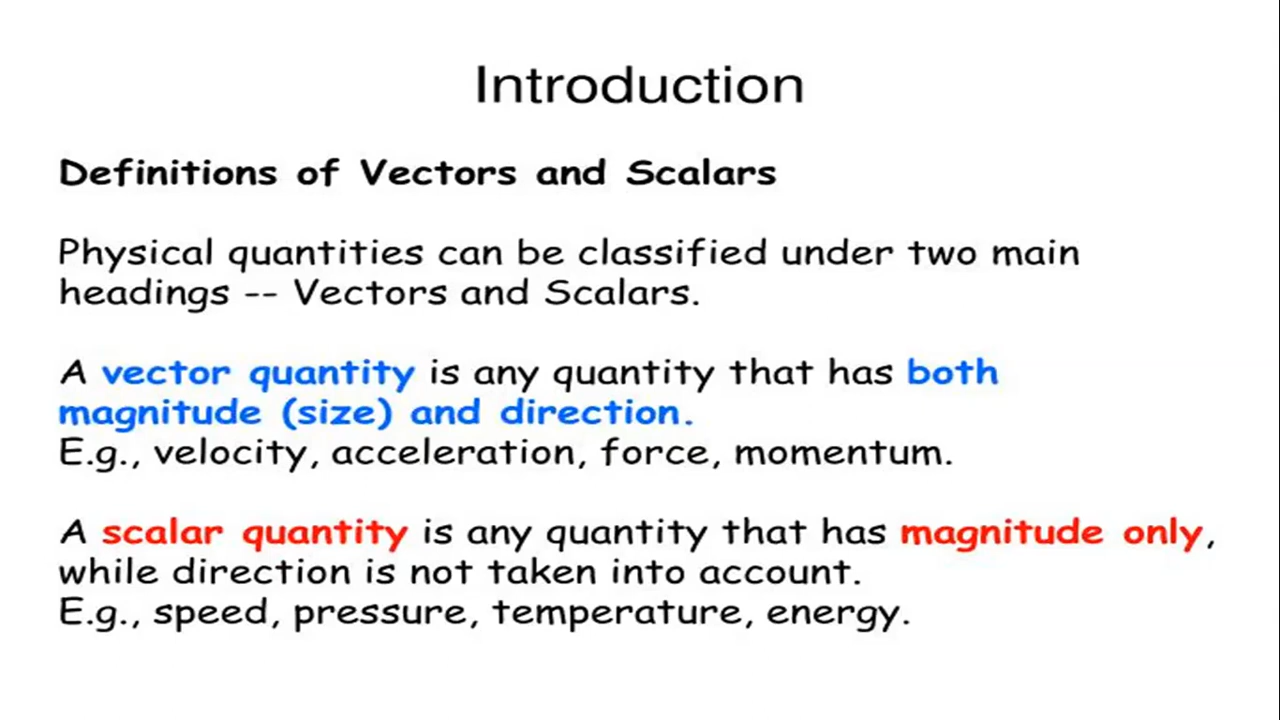 Introduction
Definitions of Vectors and Scalars
Physical quantities can be classified under two main
headings -- Vectors and Scalars.
A vector quantity is any quantity that has both
magnitude (size) and direction.
E.g., velocity, acceleration, force, momentum.
A scalar quantity is any quantity that has magnitude only,
while direction is not taken into account.
E.g., speed, pressure, temperature, energy.